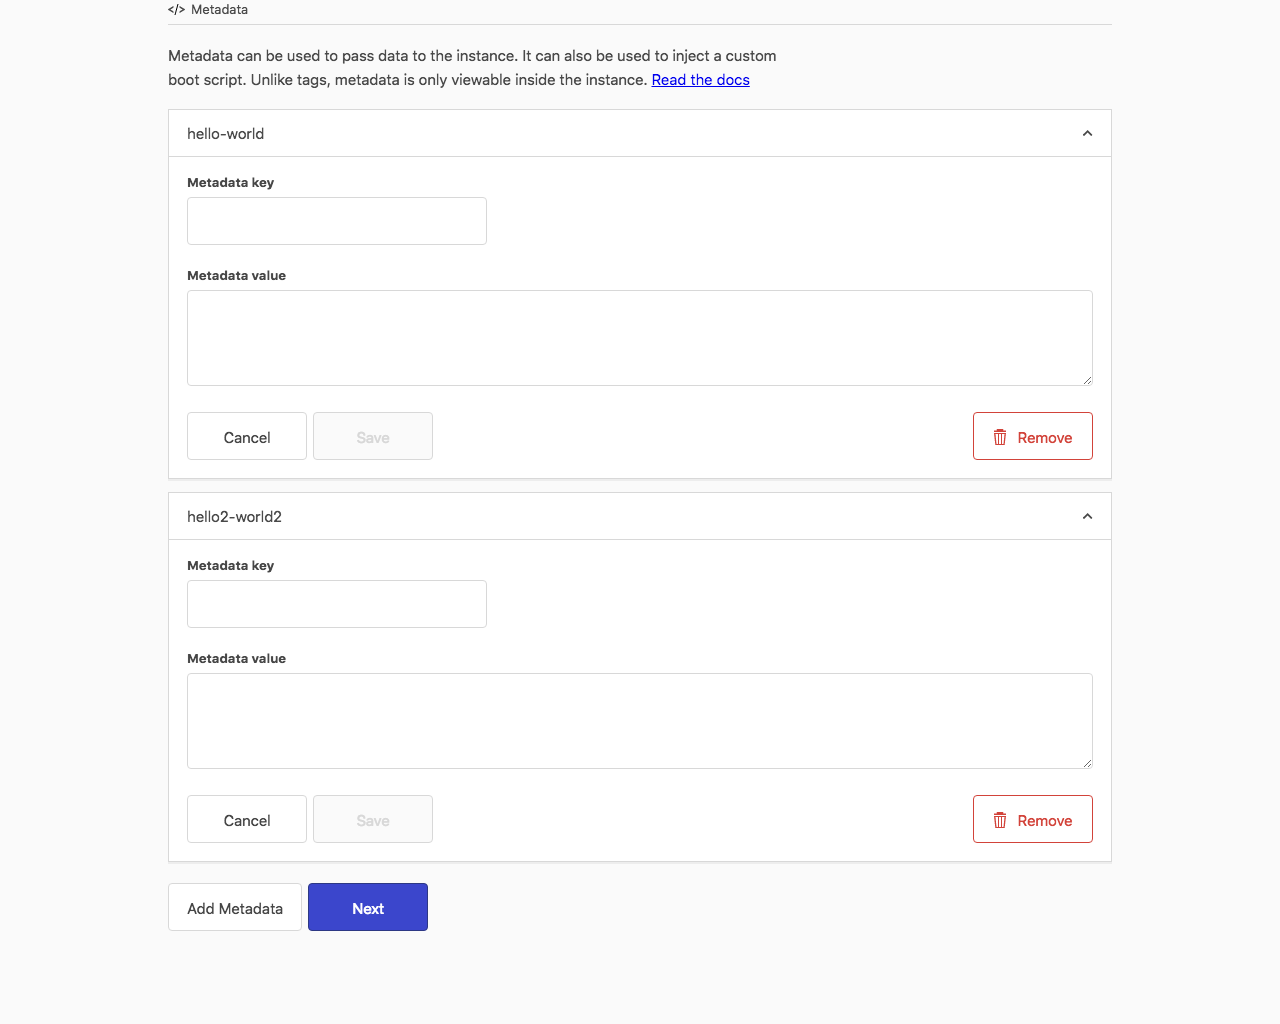 </> Metadata
Metadata can be used to pass data to the instance. It can also be used to inject a custom
boot script. Unlike tags, metadata is only viewable inside the instance. Read the docs
hello-world
Metadata key
Metadata value
Cancel
Save
Remove
hello2-world2
Metadata key
Metadata value
Cancel
Save
Remove
Add Metadata
Next